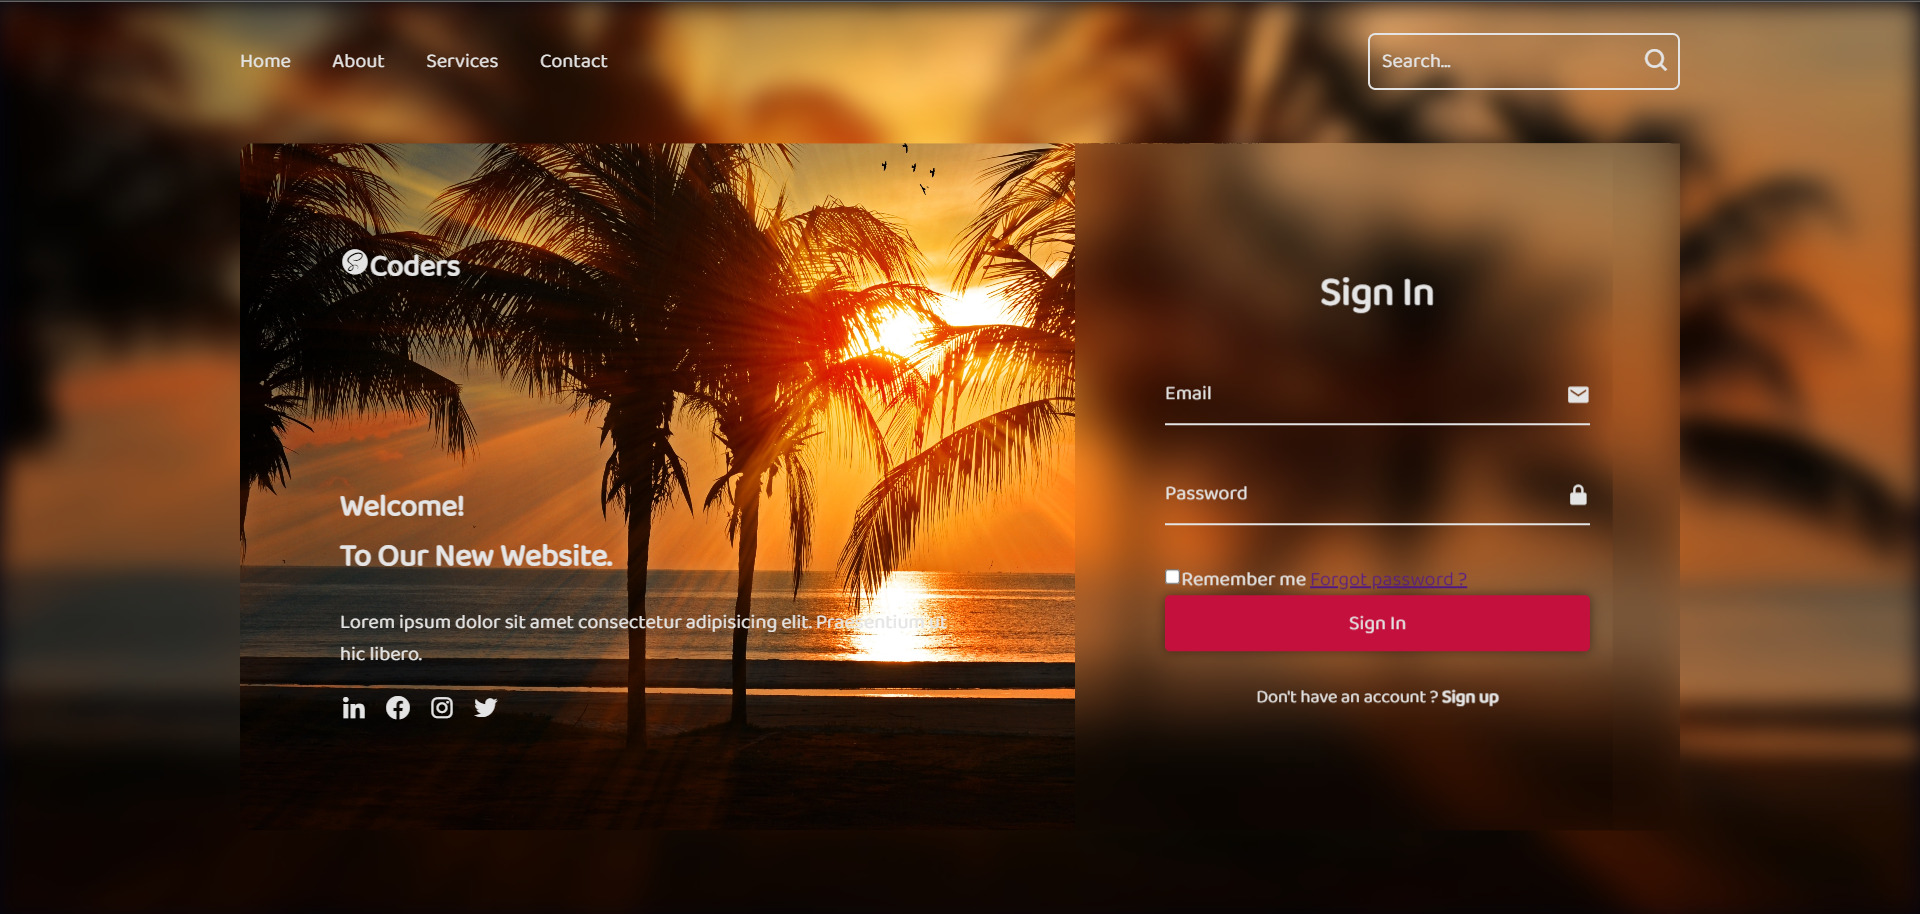 Home About Services Contact
Search...
Coders
Welcome!
To Our New Website.
Lorem ipsum dolor sit amet consectetur adipisicing elit. Praesentium
hic libero.
Sign In
Email
Password
Remember me Forgot password ?
Sign In
Don't have an account ? Sign up